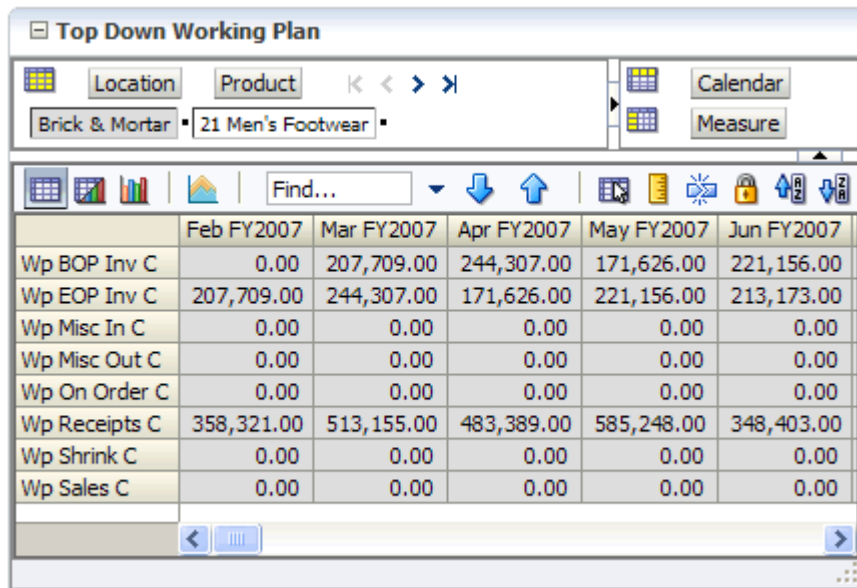 Top Down Working Plan
Location Product Calendar
Brick & Mortar 21 Men's Footwear Measure
Find...
Feb FY2007 Mar FY2007 Apr FY2007 May FY2007 Jun FY2007
Wp BOP Inv C 0.00 207,709.00 244,307.00 171,626.00 221,156.00
Wp EOP Inv C 207,709.00 244,307.00 171,626.00 221,156.00 213,173.00
Wp Misc In C 0.00 0.00 0.00 0.00 0.00
Wp Misc Out C 0.00 0.00 0.00 0.00 0.00
Wp On Order C 0.00 0.00 0.00 0.00 0.00
Wp Receipts C 358,321.00 513,155.00 483,389.00 585,248.00 348,403.00
Wp Shrink C 0.00 0.00 0.00 0.00 0.00
Wp Sales C 0.00 0.00 0.00 0.00 0.00